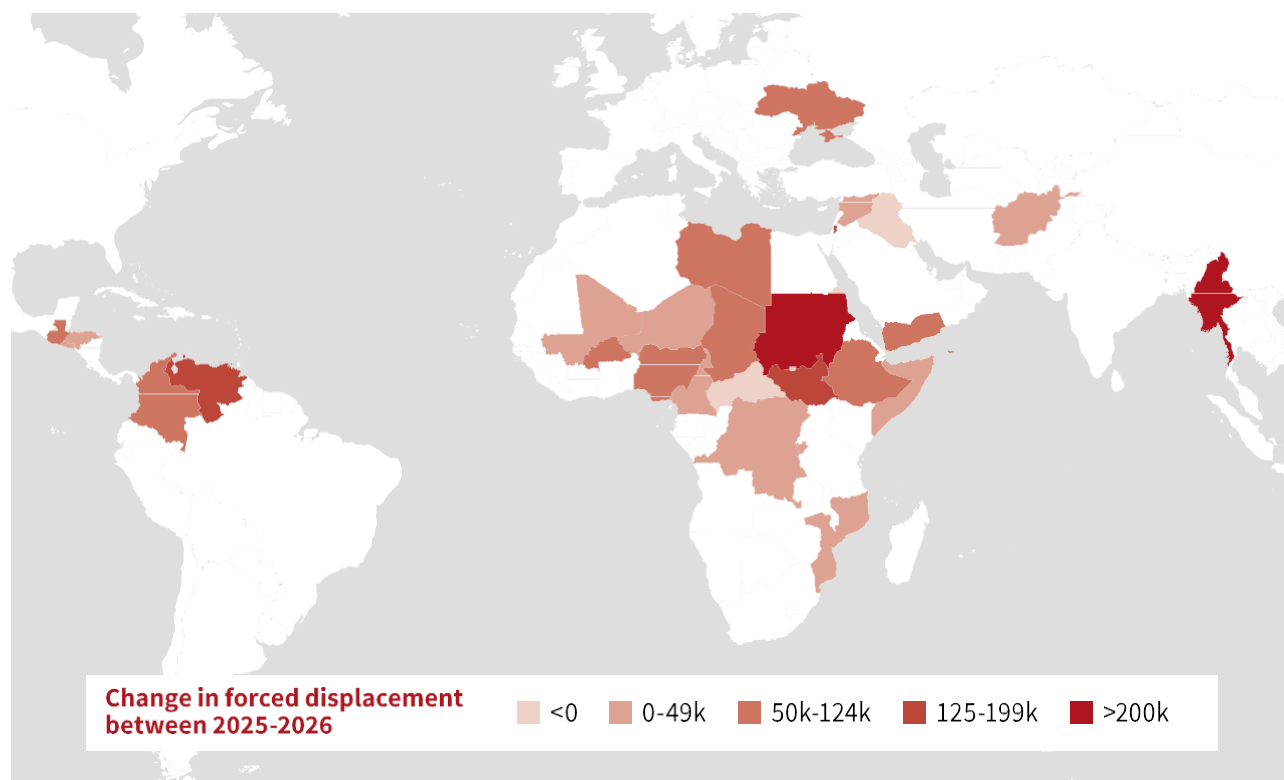 Change in forced displacement
between 2025-2026
<0
0-49k
50k-124k
125-199k
>200k